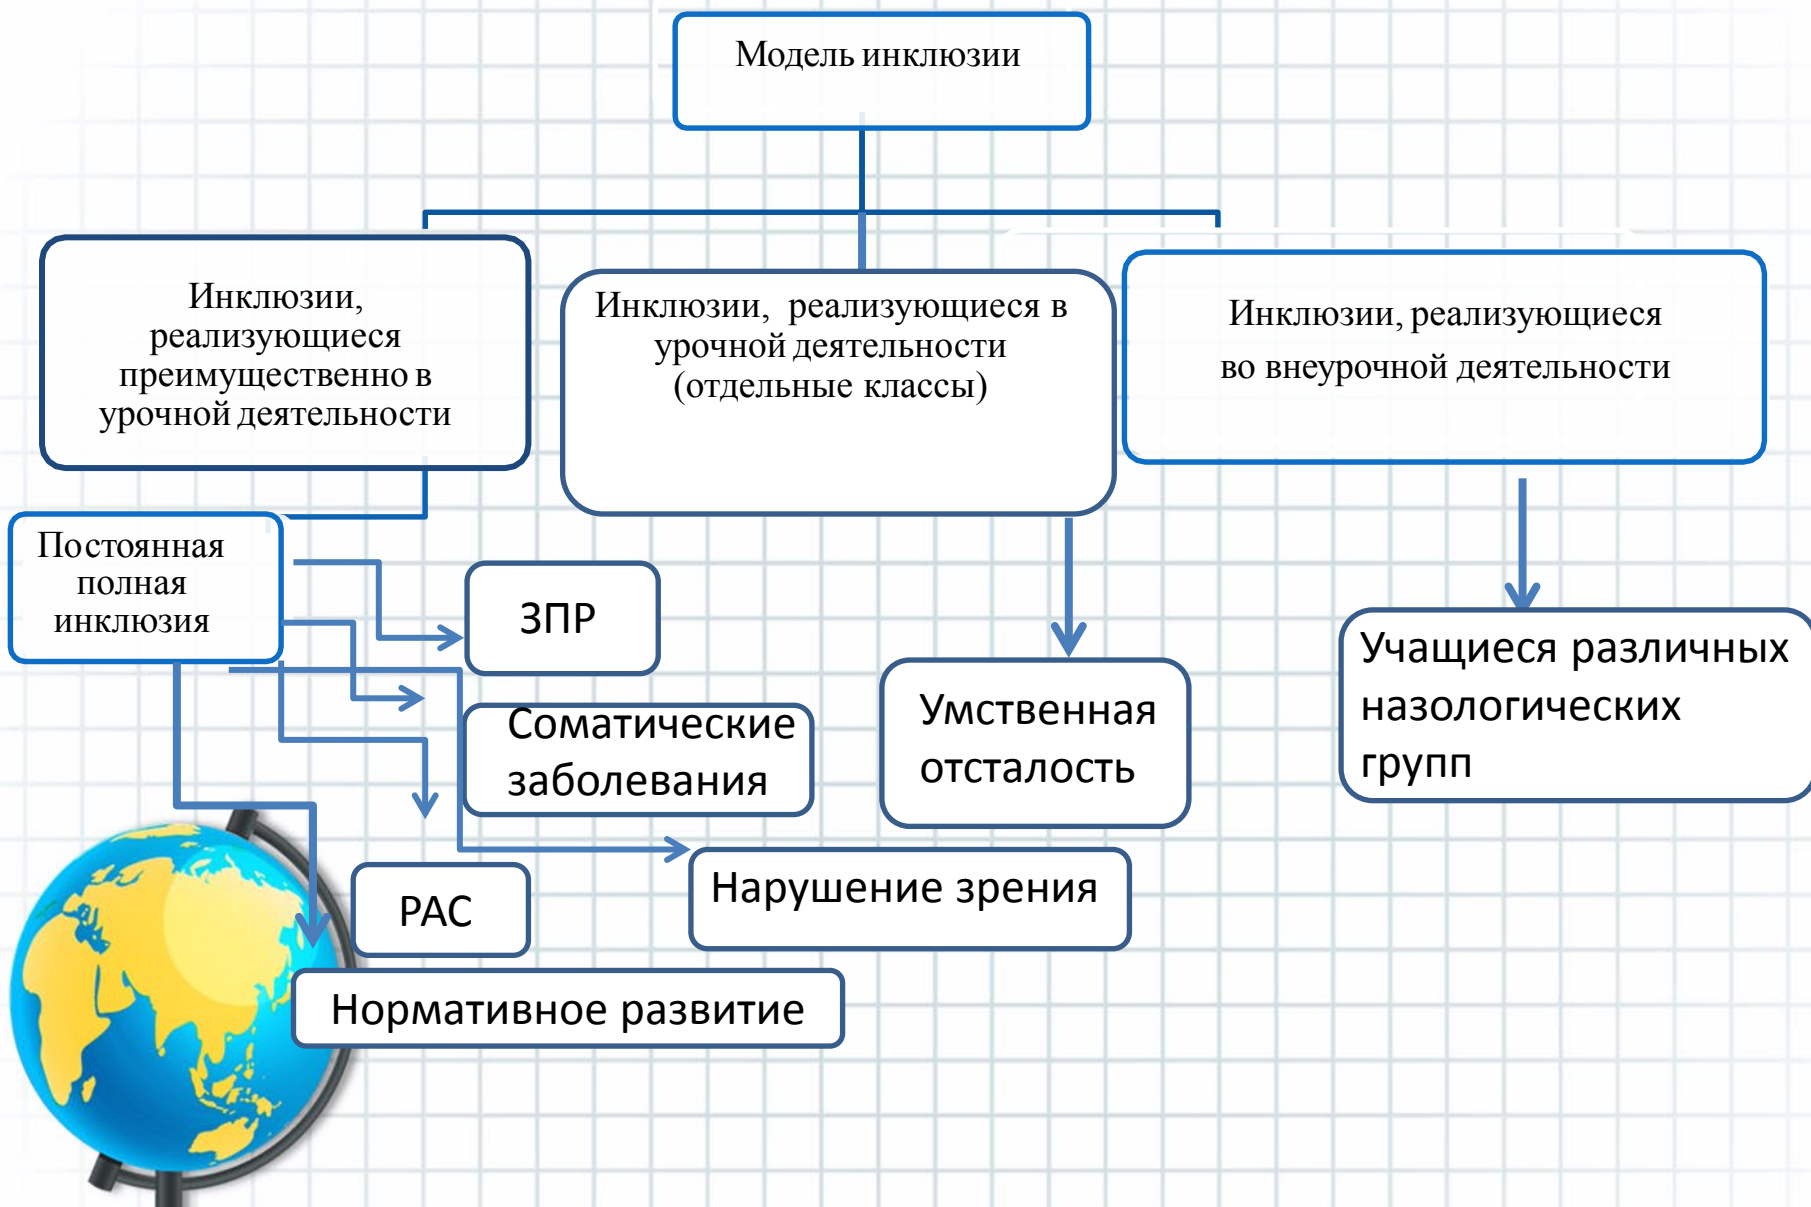 Модель инклюзии
Инклюзии,
реализующиеся
преимущественно в
урочной деятельности
Инклюзии, реализующиеся в
урочной деятельности
(отдельные классы)
Инклюзии, реализующиеся
во внеурочной деятельности
Постоянная
полная
инклюзия
ЗПР
Соматические
заболевания
Умственная
отсталость
Учащиеся различных
назологических
групп
РАС
Нарушение зрения
Нормативное развитие